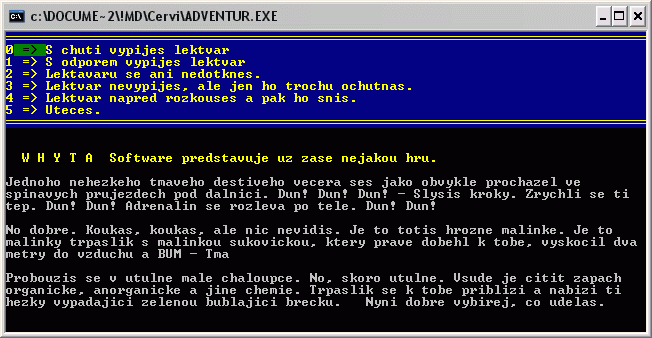 c:\DOCUME~2\!MD\Cervi\ADVENTUR.EXE
0 => S chuti vypijes lektvar
1 => S odporem vypijes lektvar
2 => Lektavaru se ani nedotknes.
3 => Lektvar nevypijes, ale jen ho trochu ochutnas.
4 => Lektvar napred rozkouses a pak ho snis.
5 => Uteces.
W H Y T A  Software predstavuje uz zase nejakou hru.
Jednoho nehezkeho tmaveho destiveho vecera ses jako obvykle prochazel ve
spinavych prujezdech pod dalnici. Dun! Dun! Dun! - Slysis kroky. Zrychli se ti
tep. Dun! Dun! Adrenalin se rozleva po tele. Dun! Dun!
No dobre. Koukas, koukas, ale nic nevidis. Je to totis hrozne malinke. Je to
malinky trpaslik s malinkou sukovickou, ktery prave dobehl k tobe, vyskocil dva
metry do vzduchu a BUM - Tma
Probouzis se v utulne male chaloupce. No, skoro utulne. Vsude je citit zapach
organicke, anorganicke a jine chemie. Trpaslik se k tobe priblizi a nabizi ti
hezky vypadajici zelenou bublajici brecku.   Nyni dobre vybirej, co udelas.